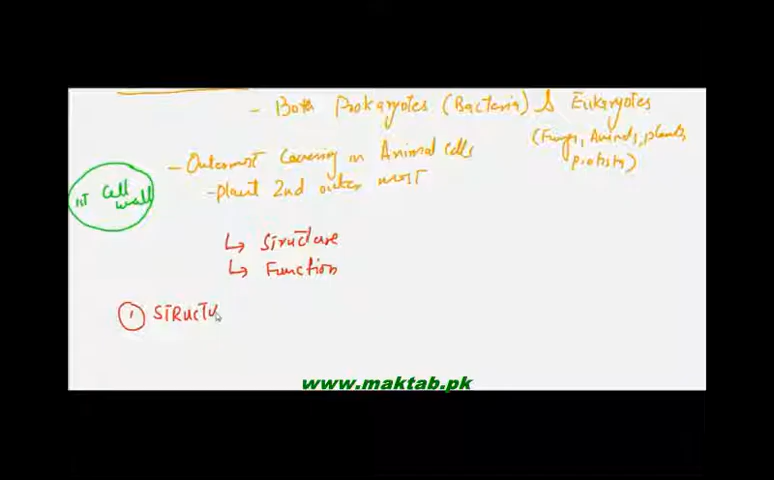 - Both Prokaryotes (Bacteria) & Eukaryotes
(Fungi, Animals, plants, protists)
- Outermost Covering in Animal Cells
- plant 2nd outer most
1st Cell wall
↳ Structure
↳ Function
① STRUCTU
www.maktab.pk